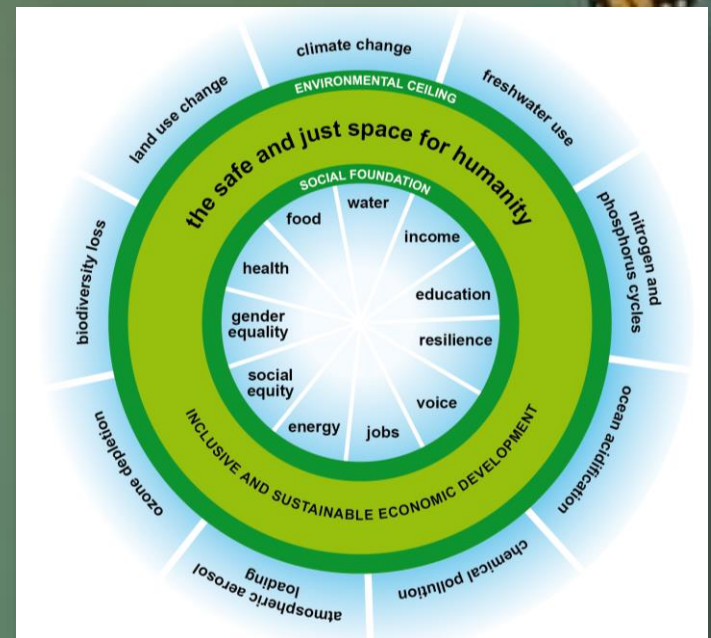 climate change
freshwater use
nitrogen and
phosphorus cycles
ocean acidification
chemical pollution
atmospheric aerosol
loading
ozone depletion
biodiversity loss
land use change
ENVIRONMENTAL CEILING
the safe and just space for humanity
SOCIAL FOUNDATION
water
income
education
resilience
voice
jobs
energy
social
equity
gender
equality
health
food
INCLUSIVE AND SUSTAINABLE ECONOMIC DEVELOPMENT